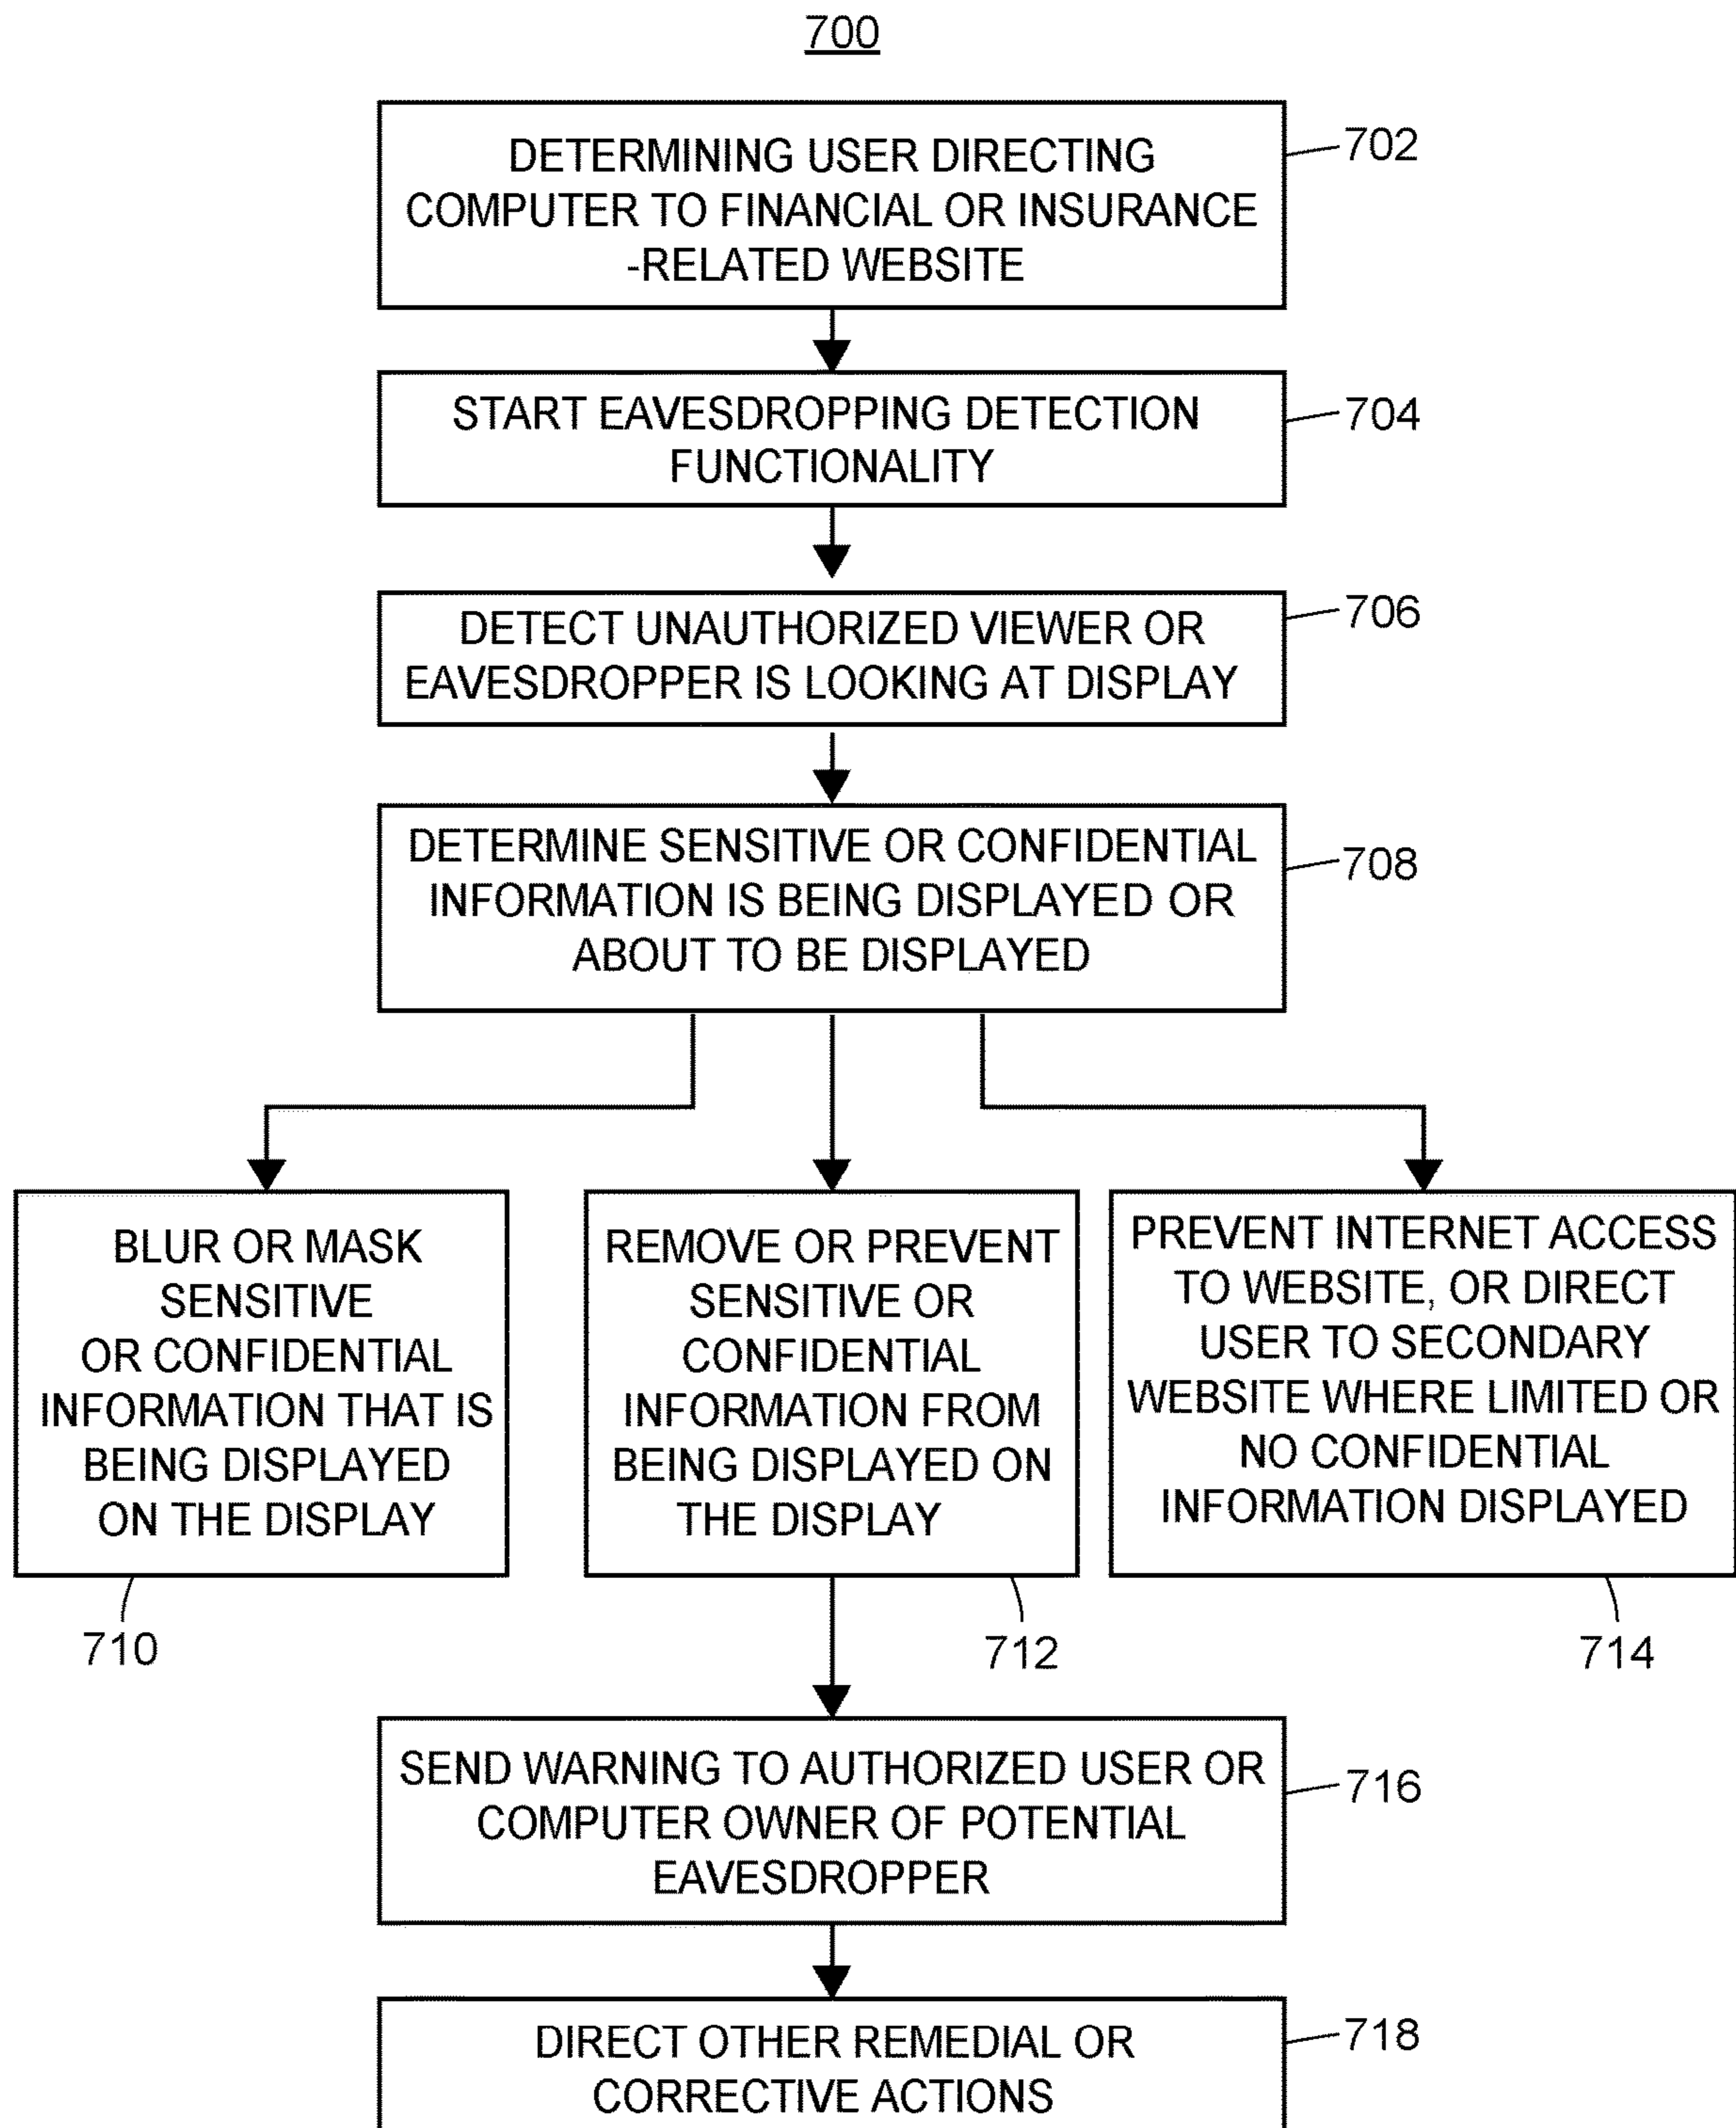 700
DETERMINING USER DIRECTING
COMPUTER TO FINANCIAL OR INSURANCE
-RELATED WEBSITE
702
START EAVESDROPPING DETECTION
FUNCTIONALITY
704
DETECT UNAUTHORIZED VIEWER OR
EAVESDROPPER IS LOOKING AT DISPLAY
706
DETERMINE SENSITIVE OR CONFIDENTIAL
INFORMATION IS BEING DISPLAYED OR
ABOUT TO BE DISPLAYED
708
BLUR OR MASK
SENSITIVE
OR CONFIDENTIAL
INFORMATION THAT IS
BEING DISPLAYED
ON THE DISPLAY
710
REMOVE OR PREVENT
SENSITIVE OR
CONFIDENTIAL
INFORMATION FROM
BEING DISPLAYED ON
THE DISPLAY
712
PREVENT INTERNET ACCESS
TO WEBSITE, OR DIRECT
USER TO SECONDARY
WEBSITE WHERE LIMITED OR
NO CONFIDENTIAL
INFORMATION DISPLAYED
714
SEND WARNING TO AUTHORIZED USER OR
COMPUTER OWNER OF POTENTIAL
EAVESDROPPER
716
DIRECT OTHER REMEDIAL OR
CORRECTIVE ACTIONS
718